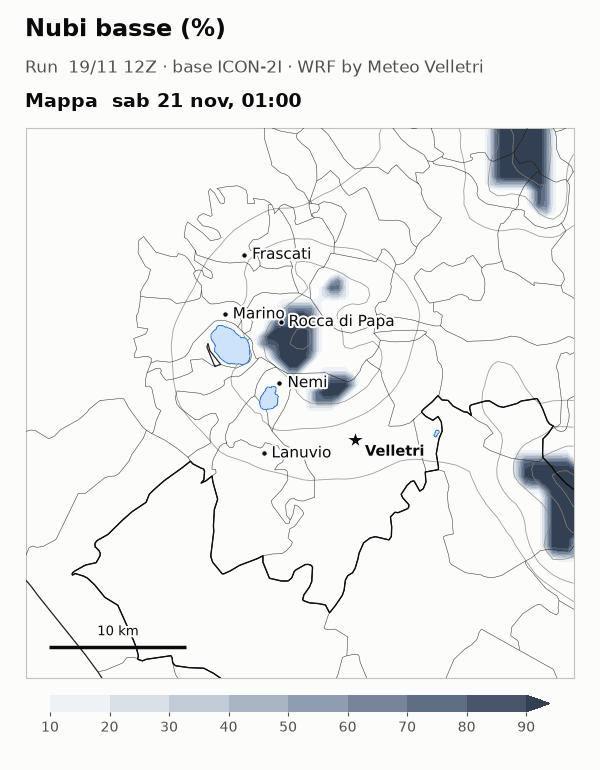 Nubi basse (%)
Run  19/11 12Z · base ICON-2I · WRF by Meteo Velletri
Mappa  sab 21 nov, 01:00
Frascati
Marino
Rocca di Papa
Nemi
Velletri
Lanuvio
10 km
10 20 30 40 50 60 70 80 90